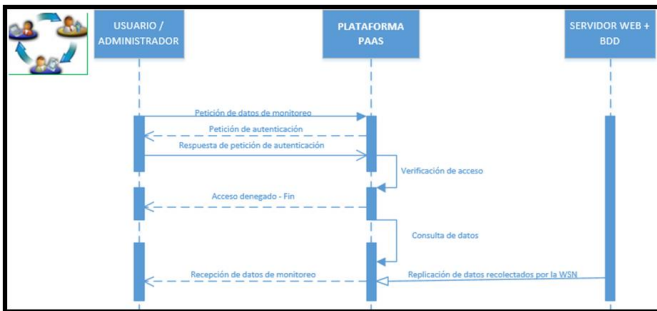 USUARIO /
ADMINISTRADOR
PLATAFORMA
PAAS
SERVIDOR WEB +
BDD
Petición de datos de monitoreo
Petición de autenticación
Respuesta de petición de autenticación
Verificación de acceso
Acceso denegado - Fin
Consulta de datos
Recepción de datos de monitoreo
Replicación de datos recolectados por la WSN